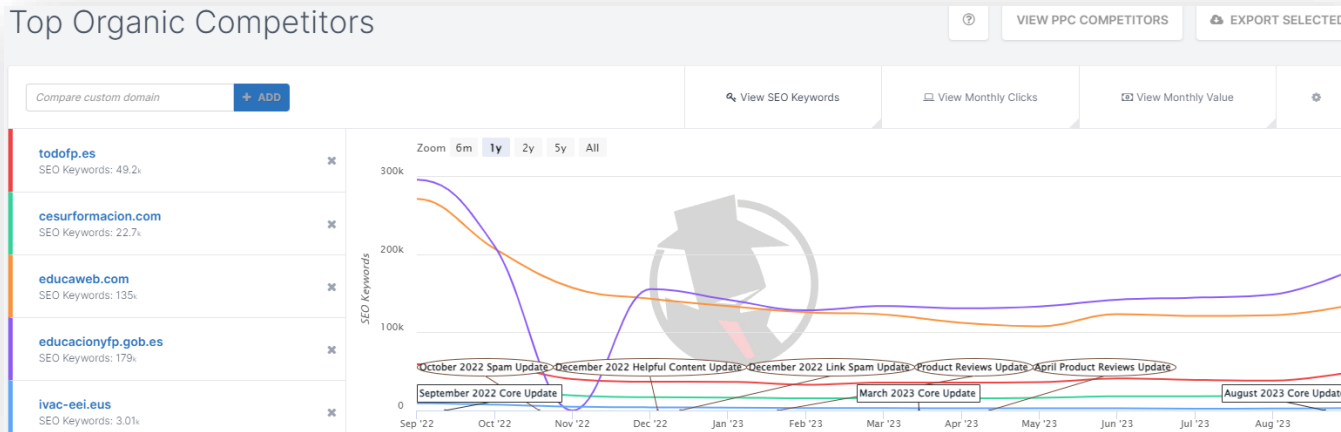 Top Organic Competitors
?
VIEW PPC COMPETITORS
EXPORT SELECTED
Compare custom domain
+ ADD
View SEO Keywords
View Monthly Clicks
View Monthly Value
todofp.es
SEO Keywords: 49.2k
cesurformacion.com
SEO Keywords: 22.7k
educaweb.com
SEO Keywords: 135k
educacionyfp.gob.es
SEO Keywords: 179k
ivac-eei.eus
SEO Keywords: 3.01k
Zoom 6m 1y 2y 5y All
SEO Keywords
300k
200k
100k
0
October 2022 Spam Update
December 2022 Helpful Content Update
December 2022 Link Spam Update
Product Reviews Update
April Product Reviews Update
September 2022 Core Update
March 2023 Core Update
August 2023 Core Update
Sep '22 Oct '22 Nov '22 Dec '22 Jan '23 Feb '23 Mar '23 Apr '23 May '23 Jun '23 Jul '23 Aug '23